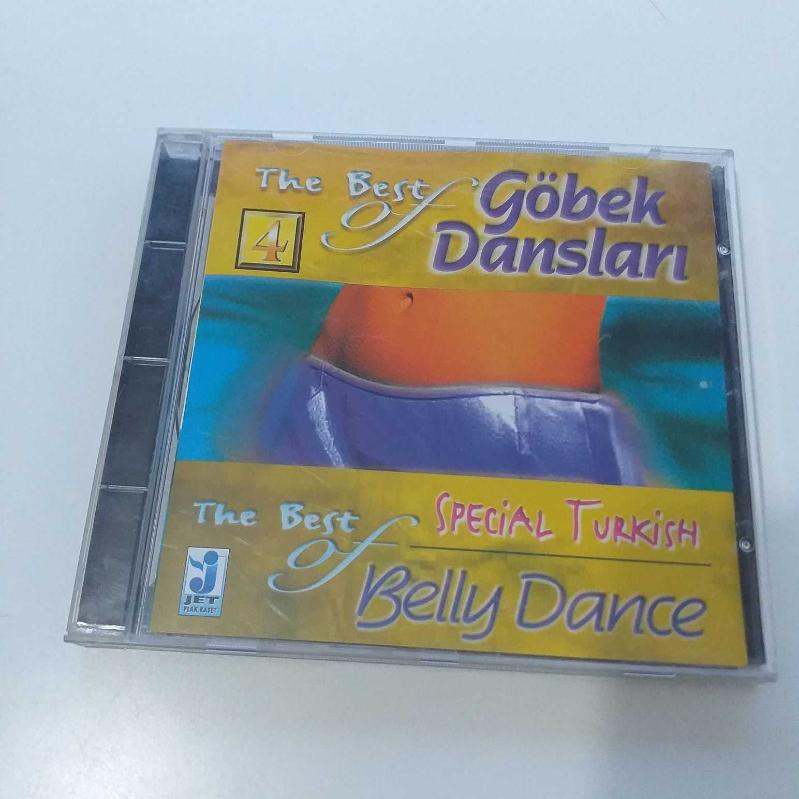 The Best of Göbek
Dansları
4
The Best of
SPECiAL TURKiSH
Belly Dance
JET
PLAK KASET